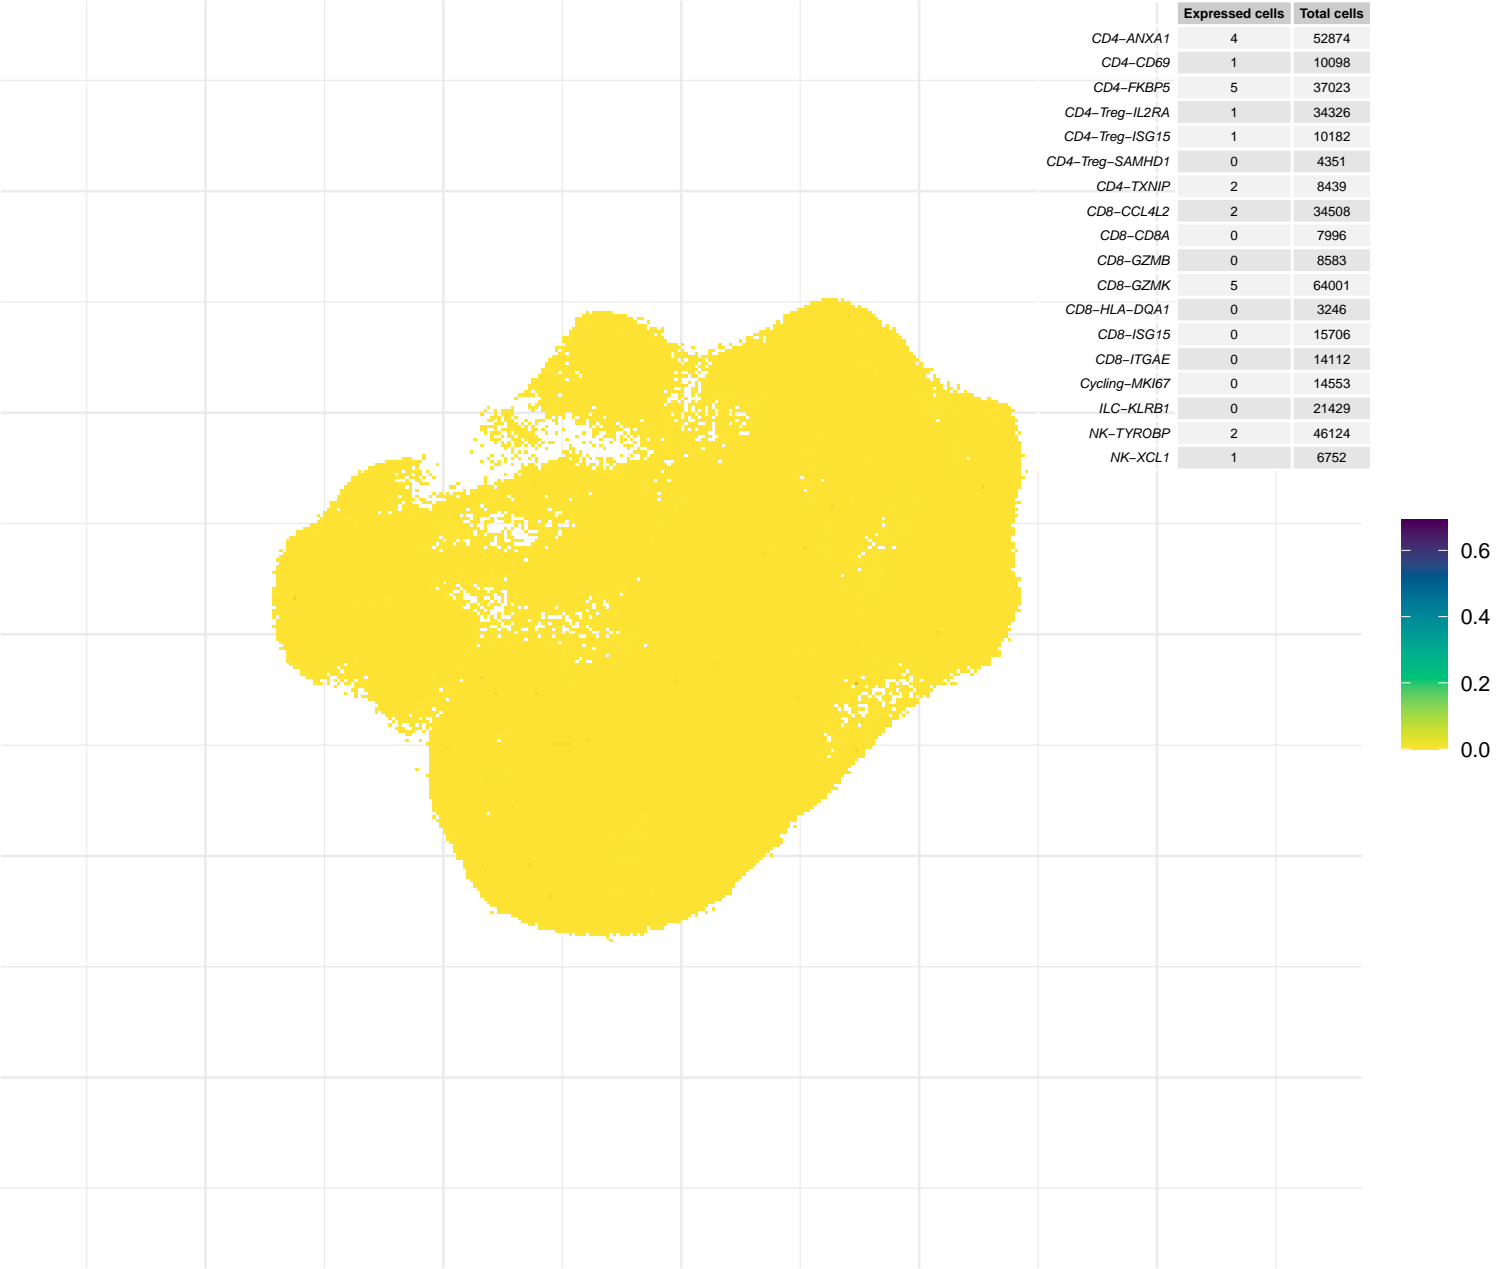 Expressed cells Total cells
CD4−ANXA1 4 52874
CD4−CD69 1 10098
CD4−FKBP5 5 37023
CD4−Treg−IL2RA 1 34326
CD4−Treg−ISG15 1 10182
CD4−Treg−SAMHD1 0 4351
CD4−TXNIP 2 8439
CD8−CCL4L2 2 34508
CD8−CD8A 0 7996
CD8−GZMB 0 8583
CD8−GZMK 5 64001
CD8−HLA−DQA1 0 3246
CD8−ISG15 0 15706
CD8−ITGAE 0 14112
Cycling−MKI67 0 14553
ILC−KLRB1 0 21429
NK−TYROBP 2 46124
NK−XCL1 1 6752
0.6
0.4
0.2
0.0